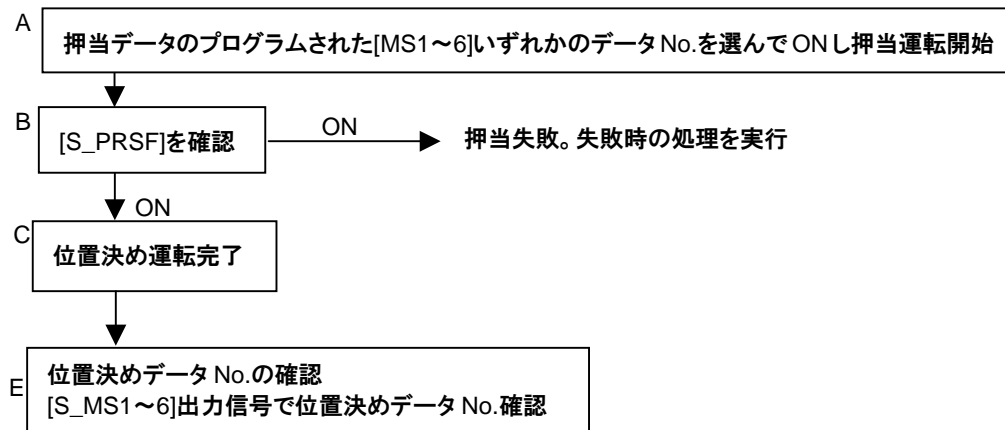 A
押当データのプログラムされた[MS1～6]いずれかのデータNo.を選んでONし押当運転開始
B
[S_PRSF]を確認
ON
押当失敗。失敗時の処理を実行
ON
C
位置決め運転完了
E
位置決めデータNo.の確認
[S_MS1～6]出力信号で位置決めデータNo.確認